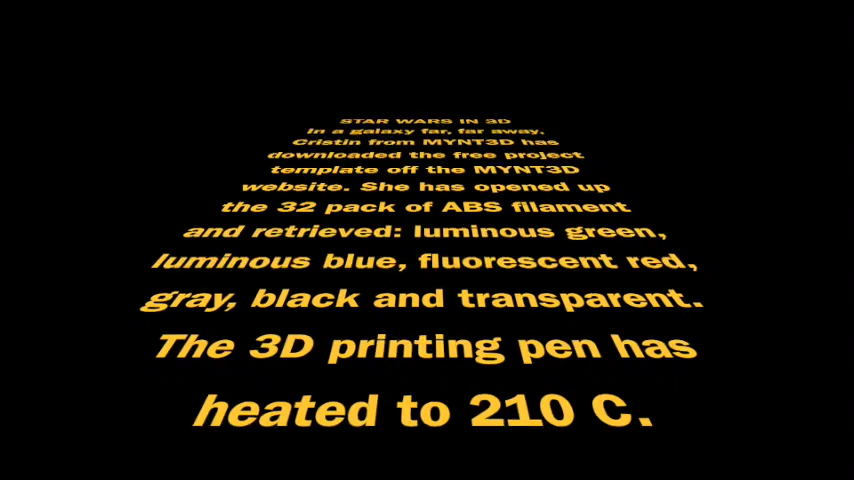 STAR WARS IN 3D
In a galaxy far, far away,
Cristin from MYNT3D has
downloaded the free project
template off the MYNT3D
website. She has opened up
the 32 pack of ABS filament
and retrieved: luminous green,
luminous blue, fluorescent red,
gray, black and transparent.
The 3D printing pen has
heated to 210 C.